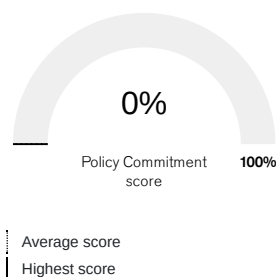 0%
Policy Commitment 100%
score
Average score
Highest score